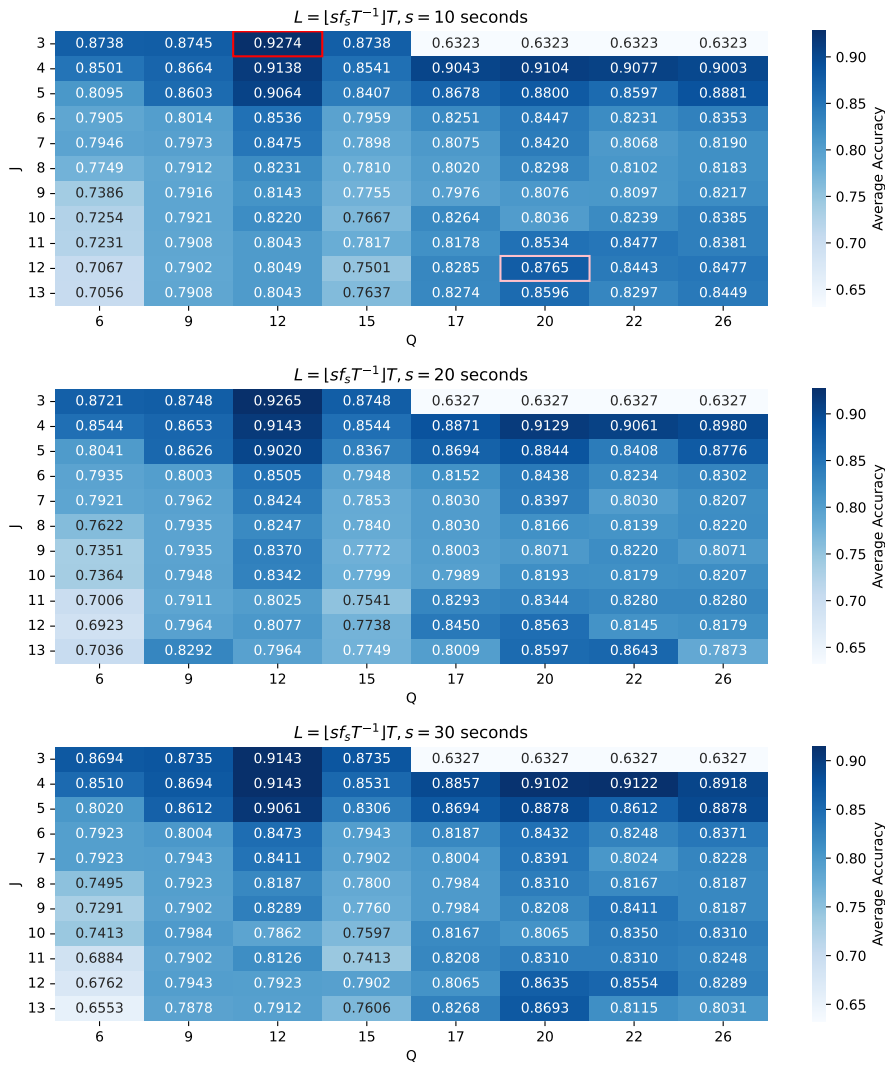 L = ⌊sf_sT⁻¹⌋T, s = 10 seconds
3 0.8738 0.8745 0.9274 0.8738 0.6323 0.6323 0.6323 0.6323
4 0.8501 0.8664 0.9138 0.8541 0.9043 0.9104 0.9077 0.9003
5 0.8095 0.8603 0.9064 0.8407 0.8678 0.8800 0.8597 0.8881
6 0.7905 0.8014 0.8536 0.7959 0.8251 0.8447 0.8231 0.8353
7 0.7946 0.7973 0.8475 0.7898 0.8075 0.8420 0.8068 0.8190
8 0.7749 0.7912 0.8231 0.7810 0.8020 0.8298 0.8102 0.8183
9 0.7386 0.7916 0.8143 0.7755 0.7976 0.8076 0.8097 0.8217
10 0.7254 0.7921 0.8220 0.7667 0.8264 0.8036 0.8239 0.8385
11 0.7231 0.7908 0.8043 0.7817 0.8178 0.8534 0.8477 0.8381
12 0.7067 0.7902 0.8049 0.7501 0.8285 0.8765 0.8443 0.8477
13 0.7056 0.7908 0.8043 0.7637 0.8274 0.8596 0.8297 0.8449
6 9 12 15 17 20 22 26
J
Q
0.90
0.85
0.80
0.75
0.70
0.65
Average Accuracy
L = ⌊sf_sT⁻¹⌋T, s = 20 seconds
3 0.8721 0.8748 0.9265 0.8748 0.6327 0.6327 0.6327 0.6327
4 0.8544 0.8653 0.9143 0.8544 0.8871 0.9129 0.9061 0.8980
5 0.8041 0.8626 0.9020 0.8367 0.8694 0.8844 0.8408 0.8776
6 0.7935 0.8003 0.8505 0.7948 0.8152 0.8438 0.8234 0.8302
7 0.7921 0.7962 0.8424 0.7853 0.8030 0.8397 0.8030 0.8207
8 0.7622 0.7935 0.8247 0.7840 0.8030 0.8166 0.8139 0.8220
9 0.7351 0.7935 0.8370 0.7772 0.8003 0.8071 0.8220 0.8071
10 0.7364 0.7948 0.8342 0.7799 0.7989 0.8193 0.8179 0.8207
11 0.7006 0.7911 0.8025 0.7541 0.8293 0.8344 0.8280 0.8280
12 0.6923 0.7964 0.8077 0.7738 0.8450 0.8563 0.8145 0.8179
13 0.7036 0.8292 0.7964 0.7749 0.8009 0.8597 0.8643 0.7873
6 9 12 15 17 20 22 26
J
Q
0.90
0.85
0.80
0.75
0.70
0.65
Average Accuracy
L = ⌊sf_sT⁻¹⌋T, s = 30 seconds
3 0.8694 0.8735 0.9143 0.8735 0.6327 0.6327 0.6327 0.6327
4 0.8510 0.8694 0.9143 0.8531 0.8857 0.9102 0.9122 0.8918
5 0.8020 0.8612 0.9061 0.8306 0.8694 0.8878 0.8612 0.8878
6 0.7923 0.8004 0.8473 0.7943 0.8187 0.8432 0.8248 0.8371
7 0.7923 0.7943 0.8411 0.7902 0.8004 0.8391 0.8024 0.8228
8 0.7495 0.7923 0.8187 0.7800 0.7984 0.8310 0.8167 0.8187
9 0.7291 0.7902 0.8289 0.7760 0.7984 0.8208 0.8411 0.8187
10 0.7413 0.7984 0.7862 0.7597 0.8167 0.8065 0.8350 0.8310
11 0.6884 0.7902 0.8126 0.7413 0.8208 0.8310 0.8310 0.8248
12 0.6762 0.7943 0.7923 0.7902 0.8065 0.8635 0.8554 0.8289
13 0.6553 0.7878 0.7912 0.7606 0.8268 0.8693 0.8115 0.8031
6 9 12 15 17 20 22 26
J
Q
0.90
0.85
0.80
0.75
0.70
0.65
Average Accuracy